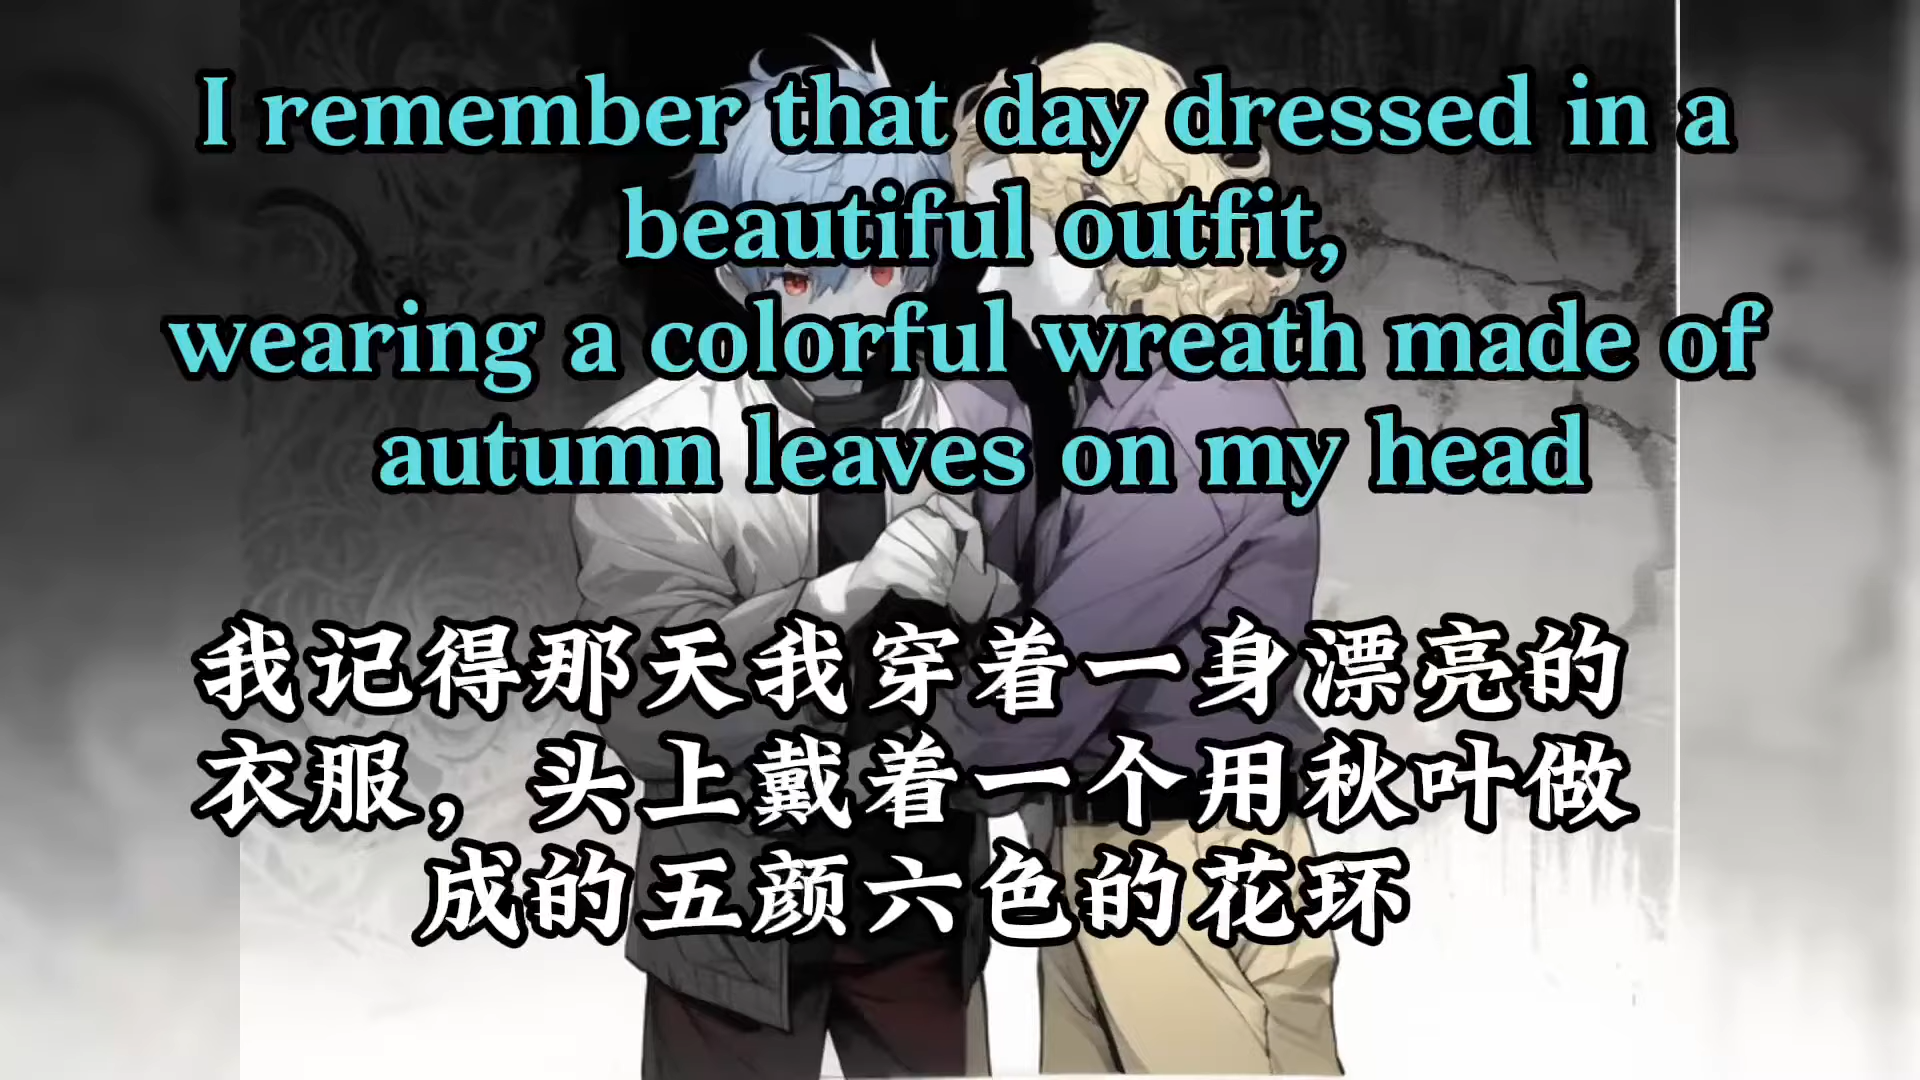 I remember that day dressed in a
beautiful outfit,
wearing a colorful wreath made of
autumn leaves on my head
我记得那天我穿着一身漂亮的
衣服，头上戴着一个用秋叶做
成的五颜六色的花环